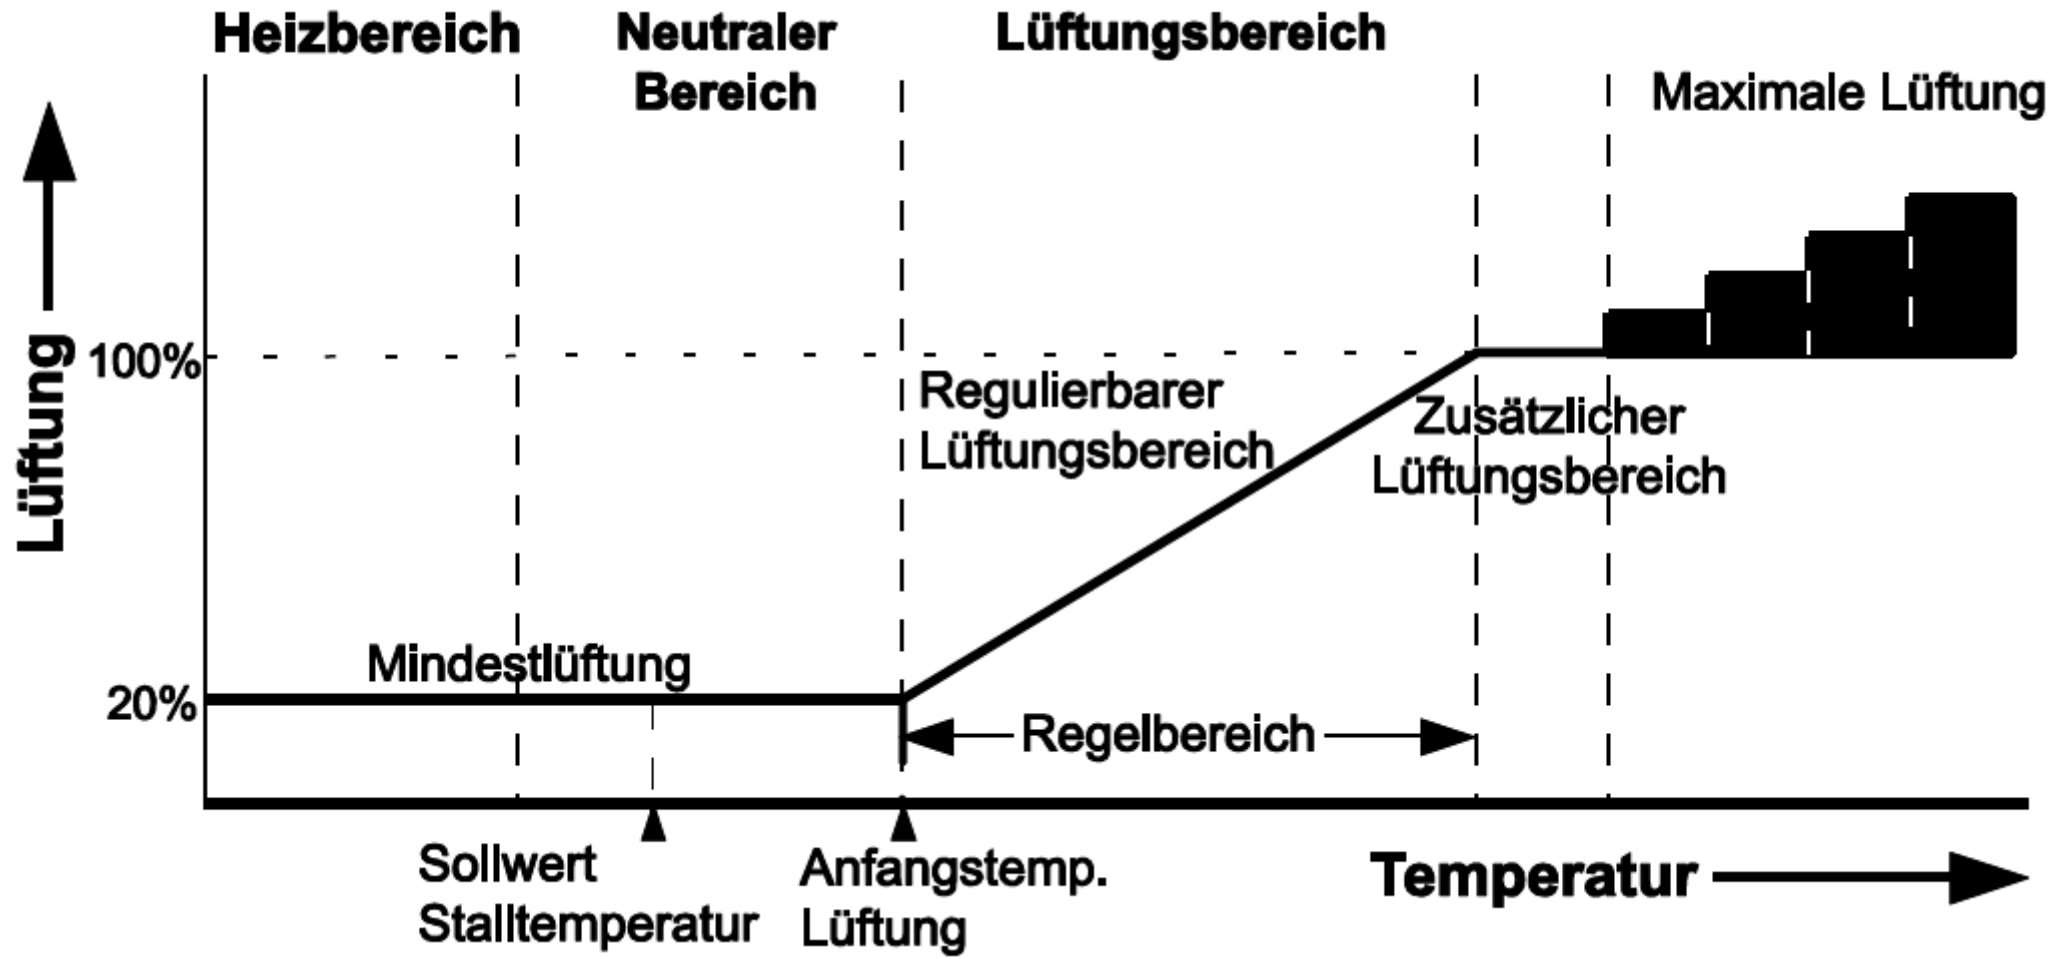 Heizbereich
Neutraler
Bereich
Lüftungsbereich
Maximale Lüftung
Lüftung
100%
Regulierbarer
Lüftungsbereich
Zusätzlicher
Lüftungsbereich
Mindestlüftung
20%
Regelbereich
Sollwert
Stalltemperatur
Anfangstemp.
Lüftung
Temperatur